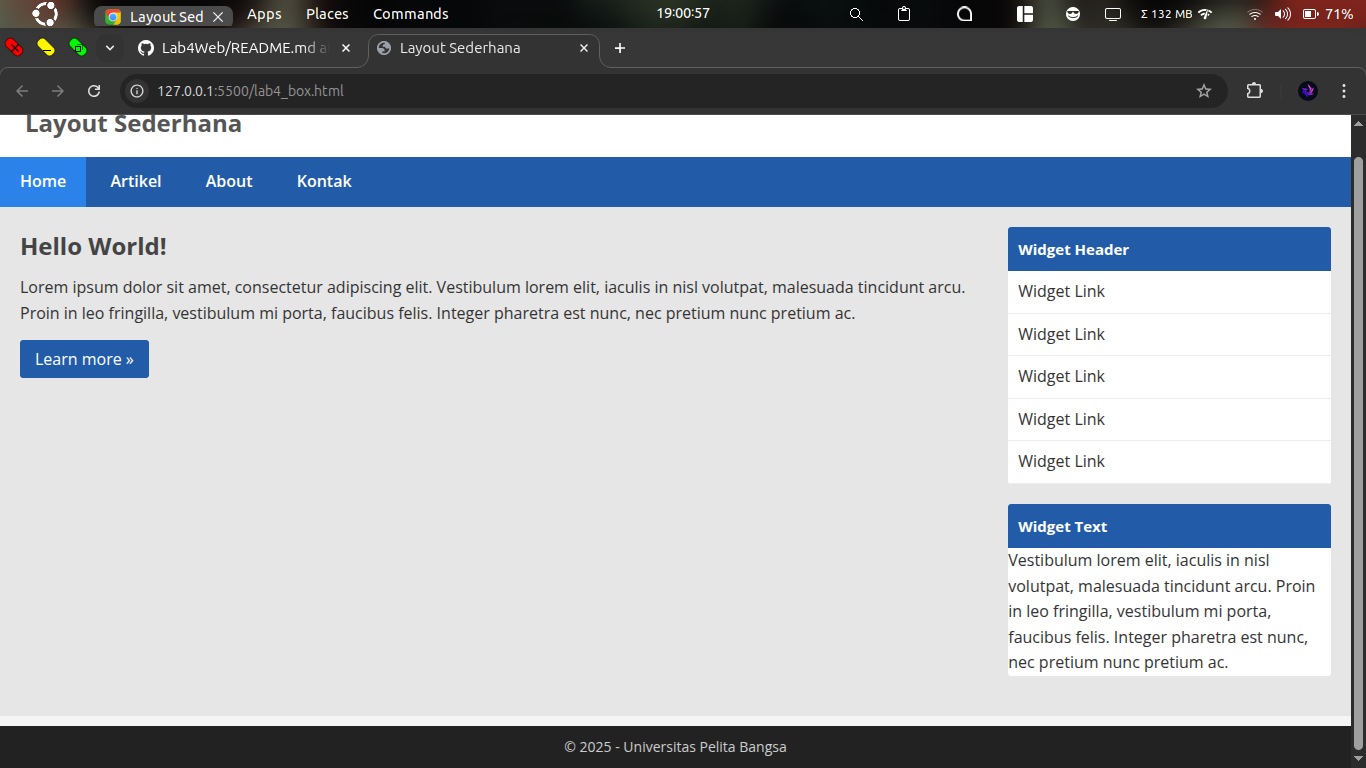 Layout Sed
Apps
Places
Commands
19:00:57
Σ 132 MB
71%
Lab4Web/README.md a
Layout Sederhana
127.0.0.1:5500/lab4_box.html
Layout Sederhana
Home
Artikel
About
Kontak
Hello World!
Lorem ipsum dolor sit amet, consectetur adipiscing elit. Vestibulum lorem elit, iaculis in nisl volutpat, malesuada tincidunt arcu.
Proin in leo fringilla, vestibulum mi porta, faucibus felis. Integer pharetra est nunc, nec pretium nunc pretium ac.
Learn more »
Widget Header
Widget Link
Widget Link
Widget Link
Widget Link
Widget Link
Widget Text
Vestibulum lorem elit, iaculis in nisl
volutpat, malesuada tincidunt arcu. Proin
in leo fringilla, vestibulum mi porta,
faucibus felis. Integer pharetra est nunc,
nec pretium nunc pretium ac.
© 2025 - Universitas Pelita Bangsa